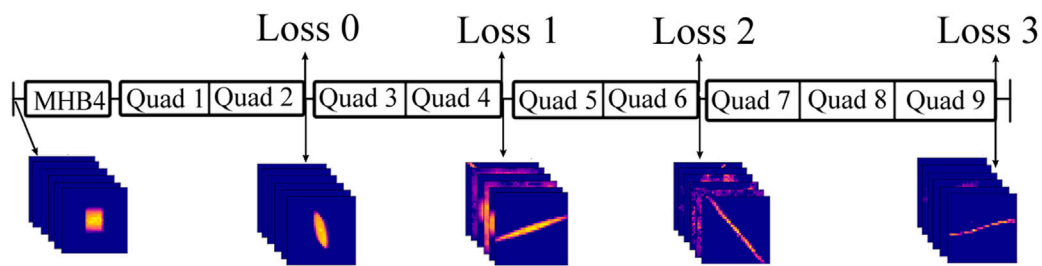 Loss 0 Loss 1 Loss 2 Loss 3
MHB4 Quad 1 Quad 2 Quad 3 Quad 4 Quad 5 Quad 6 Quad 7 Quad 8 Quad 9